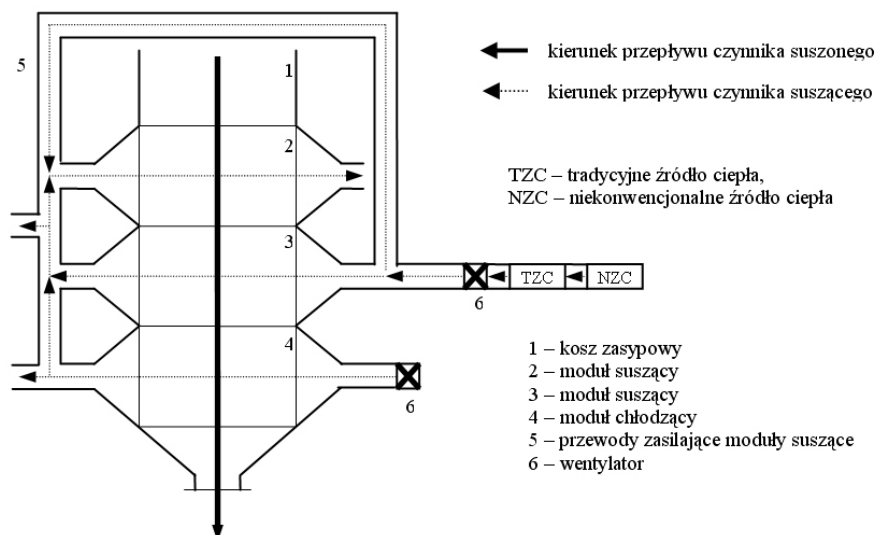 kierunek przepływu czynnika suszonego
kierunek przepływu czynnika suszącego
TZC – tradycyjne źródło ciepła,
NZC – niekonwencjonalne źródło ciepła
5
1
2
3
TZC
NZC
6
4
6
1 – kosz zasypowy
2 – moduł suszący
3 – moduł suszący
4 – moduł chłodzący
5 – przewody zasilające moduły suszące
6 – wentylator